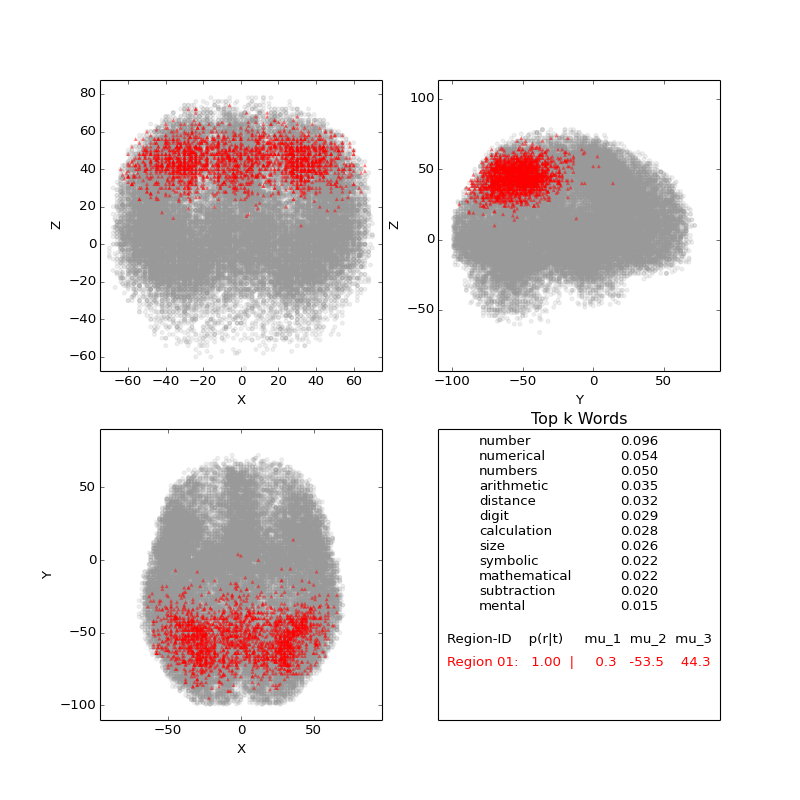 80
60
40
20
0
−20
−40
−60
Z
−60 −40 −20 0 20 40 60
X
100
50
0
−50
Z
−100 −50 0 50
Y
50
0
−50
−100
Y
−50 0 50
X
Top k Words
number 0.096
numerical 0.054
numbers 0.050
arithmetic 0.035
distance 0.032
digit 0.029
calculation 0.028
size 0.026
symbolic 0.022
mathematical 0.022
subtraction 0.020
mental 0.015
Region-ID p(r|t) mu_1 mu_2 mu_3
Region 01: 1.00 | 0.3 -53.5 44.3